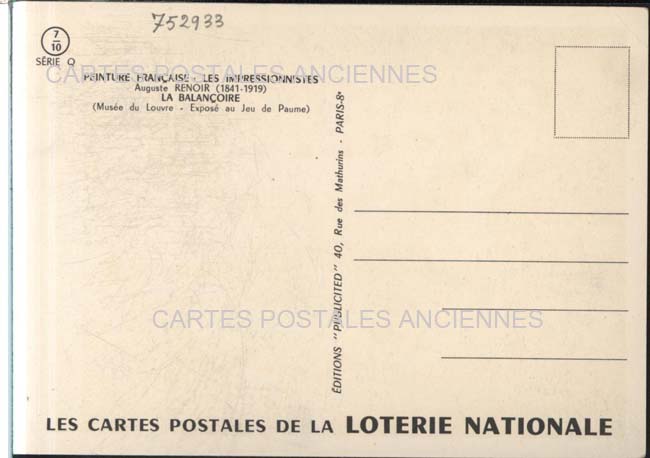 752933
7
10
SÉRIE Q
CARTES POSTALES ANCIENNES
PEINTURE FRANÇAISE - LES IMPRESSIONNISTES
Auguste RENOIR (1841-1919)
LA BALANÇOIRE
(Musée du Louvre - Exposé au Jeu de Paume)
ÉDITIONS "PUBLICITED" 40, Rue des Mathurins - PARIS-8e
CARTES POSTALES ANCIENNES
LES CARTES POSTALES DE LA LOTERIE NATIONALE